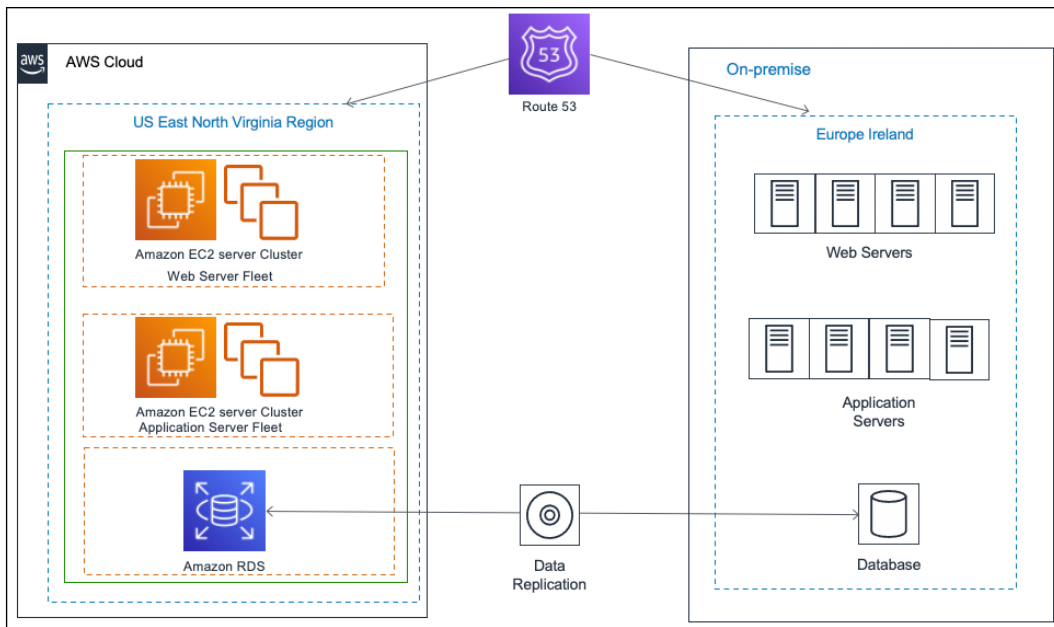 aws
AWS Cloud
53
Route 53
On-premise
US East North Virginia Region
Europe Ireland
Amazon EC2 server Cluster
Web Server Fleet
Web Servers
Amazon EC2 server Cluster
Application Server Fleet
Application
Servers
Amazon RDS
Data
Replication
Database